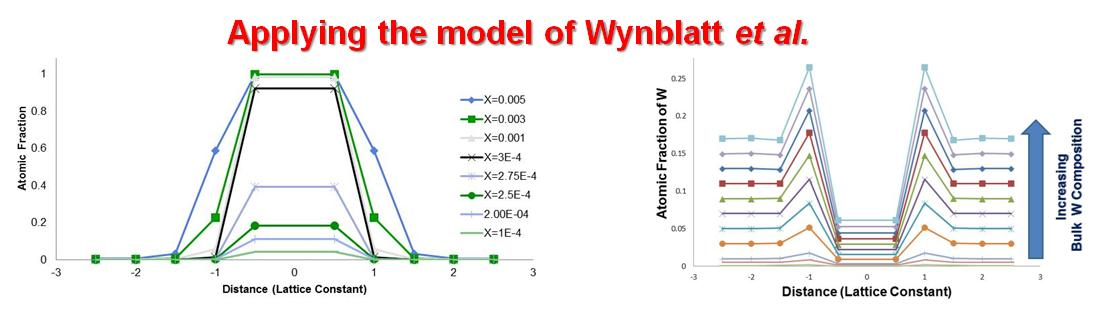 Applying the model of Wynblatt et al.
1
0.8
0.6
0.4
0.2
0
-3
-2
-1
0
1
2
3
Atomic Fraction
Distance (Lattice Constant)
X=0.005
X=0.003
X=0.001
X=3E-4
X=2.75E-4
X=2.5E-4
2.00E-04
X=1E-4
0.25
0.2
0.15
0.1
0.05
0
-3
-2
-1
0
1
2
3
Atomic Fraction of W
Distance (Lattice Constant)
Increasing
Bulk W Composition